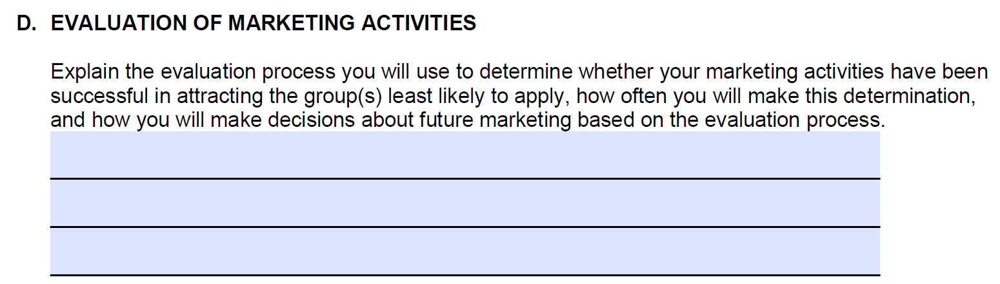 D. EVALUATION OF MARKETING ACTIVITIES
Explain the evaluation process you will use to determine whether your marketing activities have been
successful in attracting the group(s) least likely to apply, how often you will make this determination,
and how you will make decisions about future marketing based on the evaluation process.